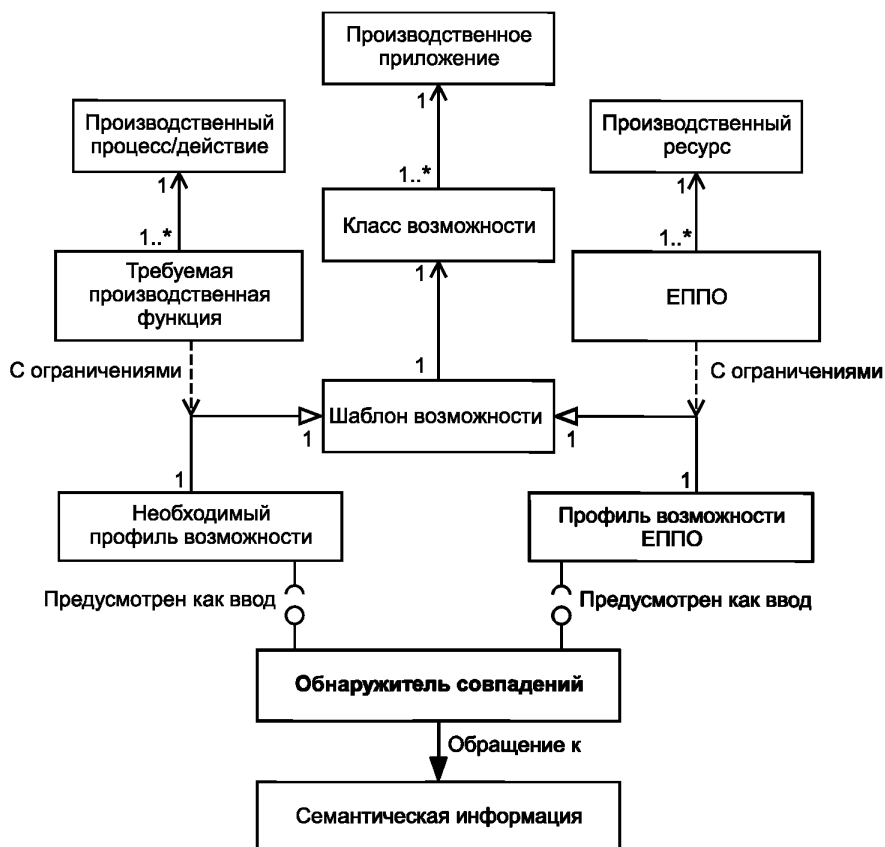 Производственное
приложение
1
Производственный
процесс/действие
Производственный
ресурс
1
1
1..*
Класс возможности
1..*
1..*
1
Требуемая
производственная
функция
ЕППО
С ограничениями
1
С ограничениями
Шаблон возможности
1
1
1
1
Необходимый
профиль возможности
Профиль возможности
ЕППО
Предусмотрен как ввод
Предусмотрен как ввод
Обнаружитель совпадений
Обращение к
Семантическая информация